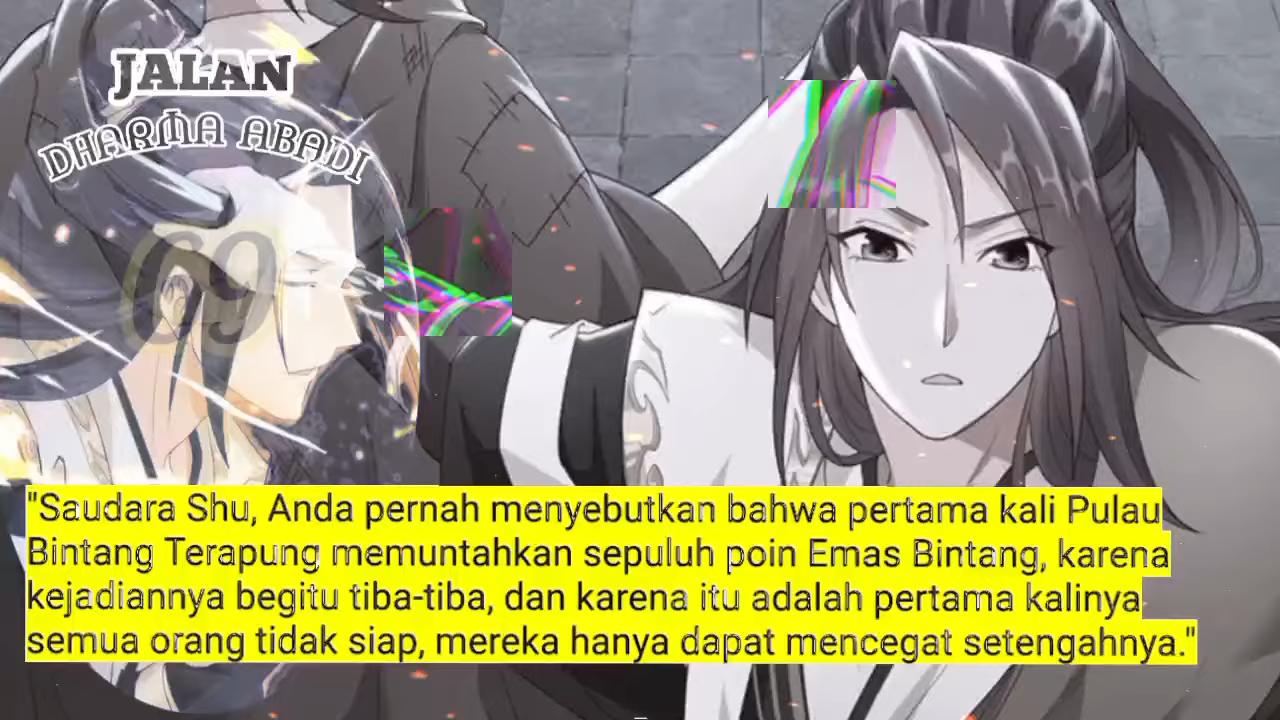 JALAN
DHARMA ABADI
69
"Saudara Shu, Anda pernah menyebutkan bahwa pertama kali Pulau
Bintang Terapung memuntahkan sepuluh poin Emas Bintang, karena
kejadiannya begitu tiba-tiba, dan karena itu adalah pertama kalinya
semua orang tidak siap, mereka hanya dapat mencegat setengahnya."